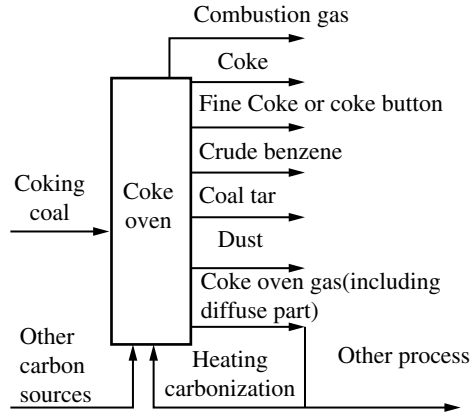 Combustion gas
Coke
Fine Coke or coke button
Crude benzene
Coking
coal
Coke
oven
Coal tar
Dust
Coke oven gas(including
diffuse part)
Other
carbon
sources
Heating
carbonization
Other process